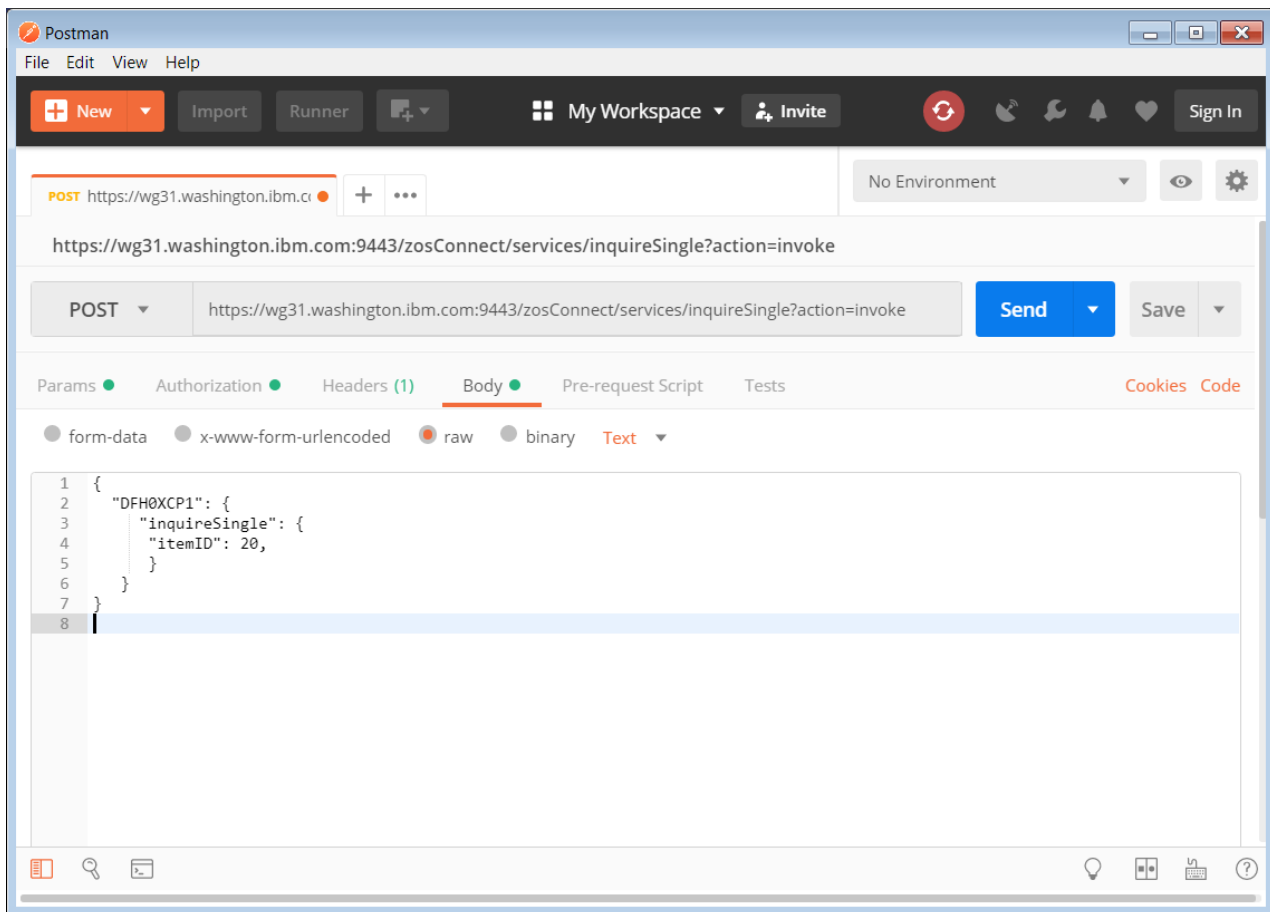 Postman
File Edit View Help
New Import Runner My Workspace Invite Sign In
POST https://wg31.washington.ibm.c No Environment
https://wg31.washington.ibm.com:9443/zosConnect/services/inquireSingle?action=invoke
POST https://wg31.washington.ibm.com:9443/zosConnect/services/inquireSingle?action=invoke Send Save
Params Authorization Headers (1) Body Pre-request Script Tests Cookies Code
form-data x-www-form-urlencoded raw binary Text
1 {
2 "DFH0XCP1": {
3 "inquireSingle": {
4 "itemID": 20,
5 }
6 }
7 }
8